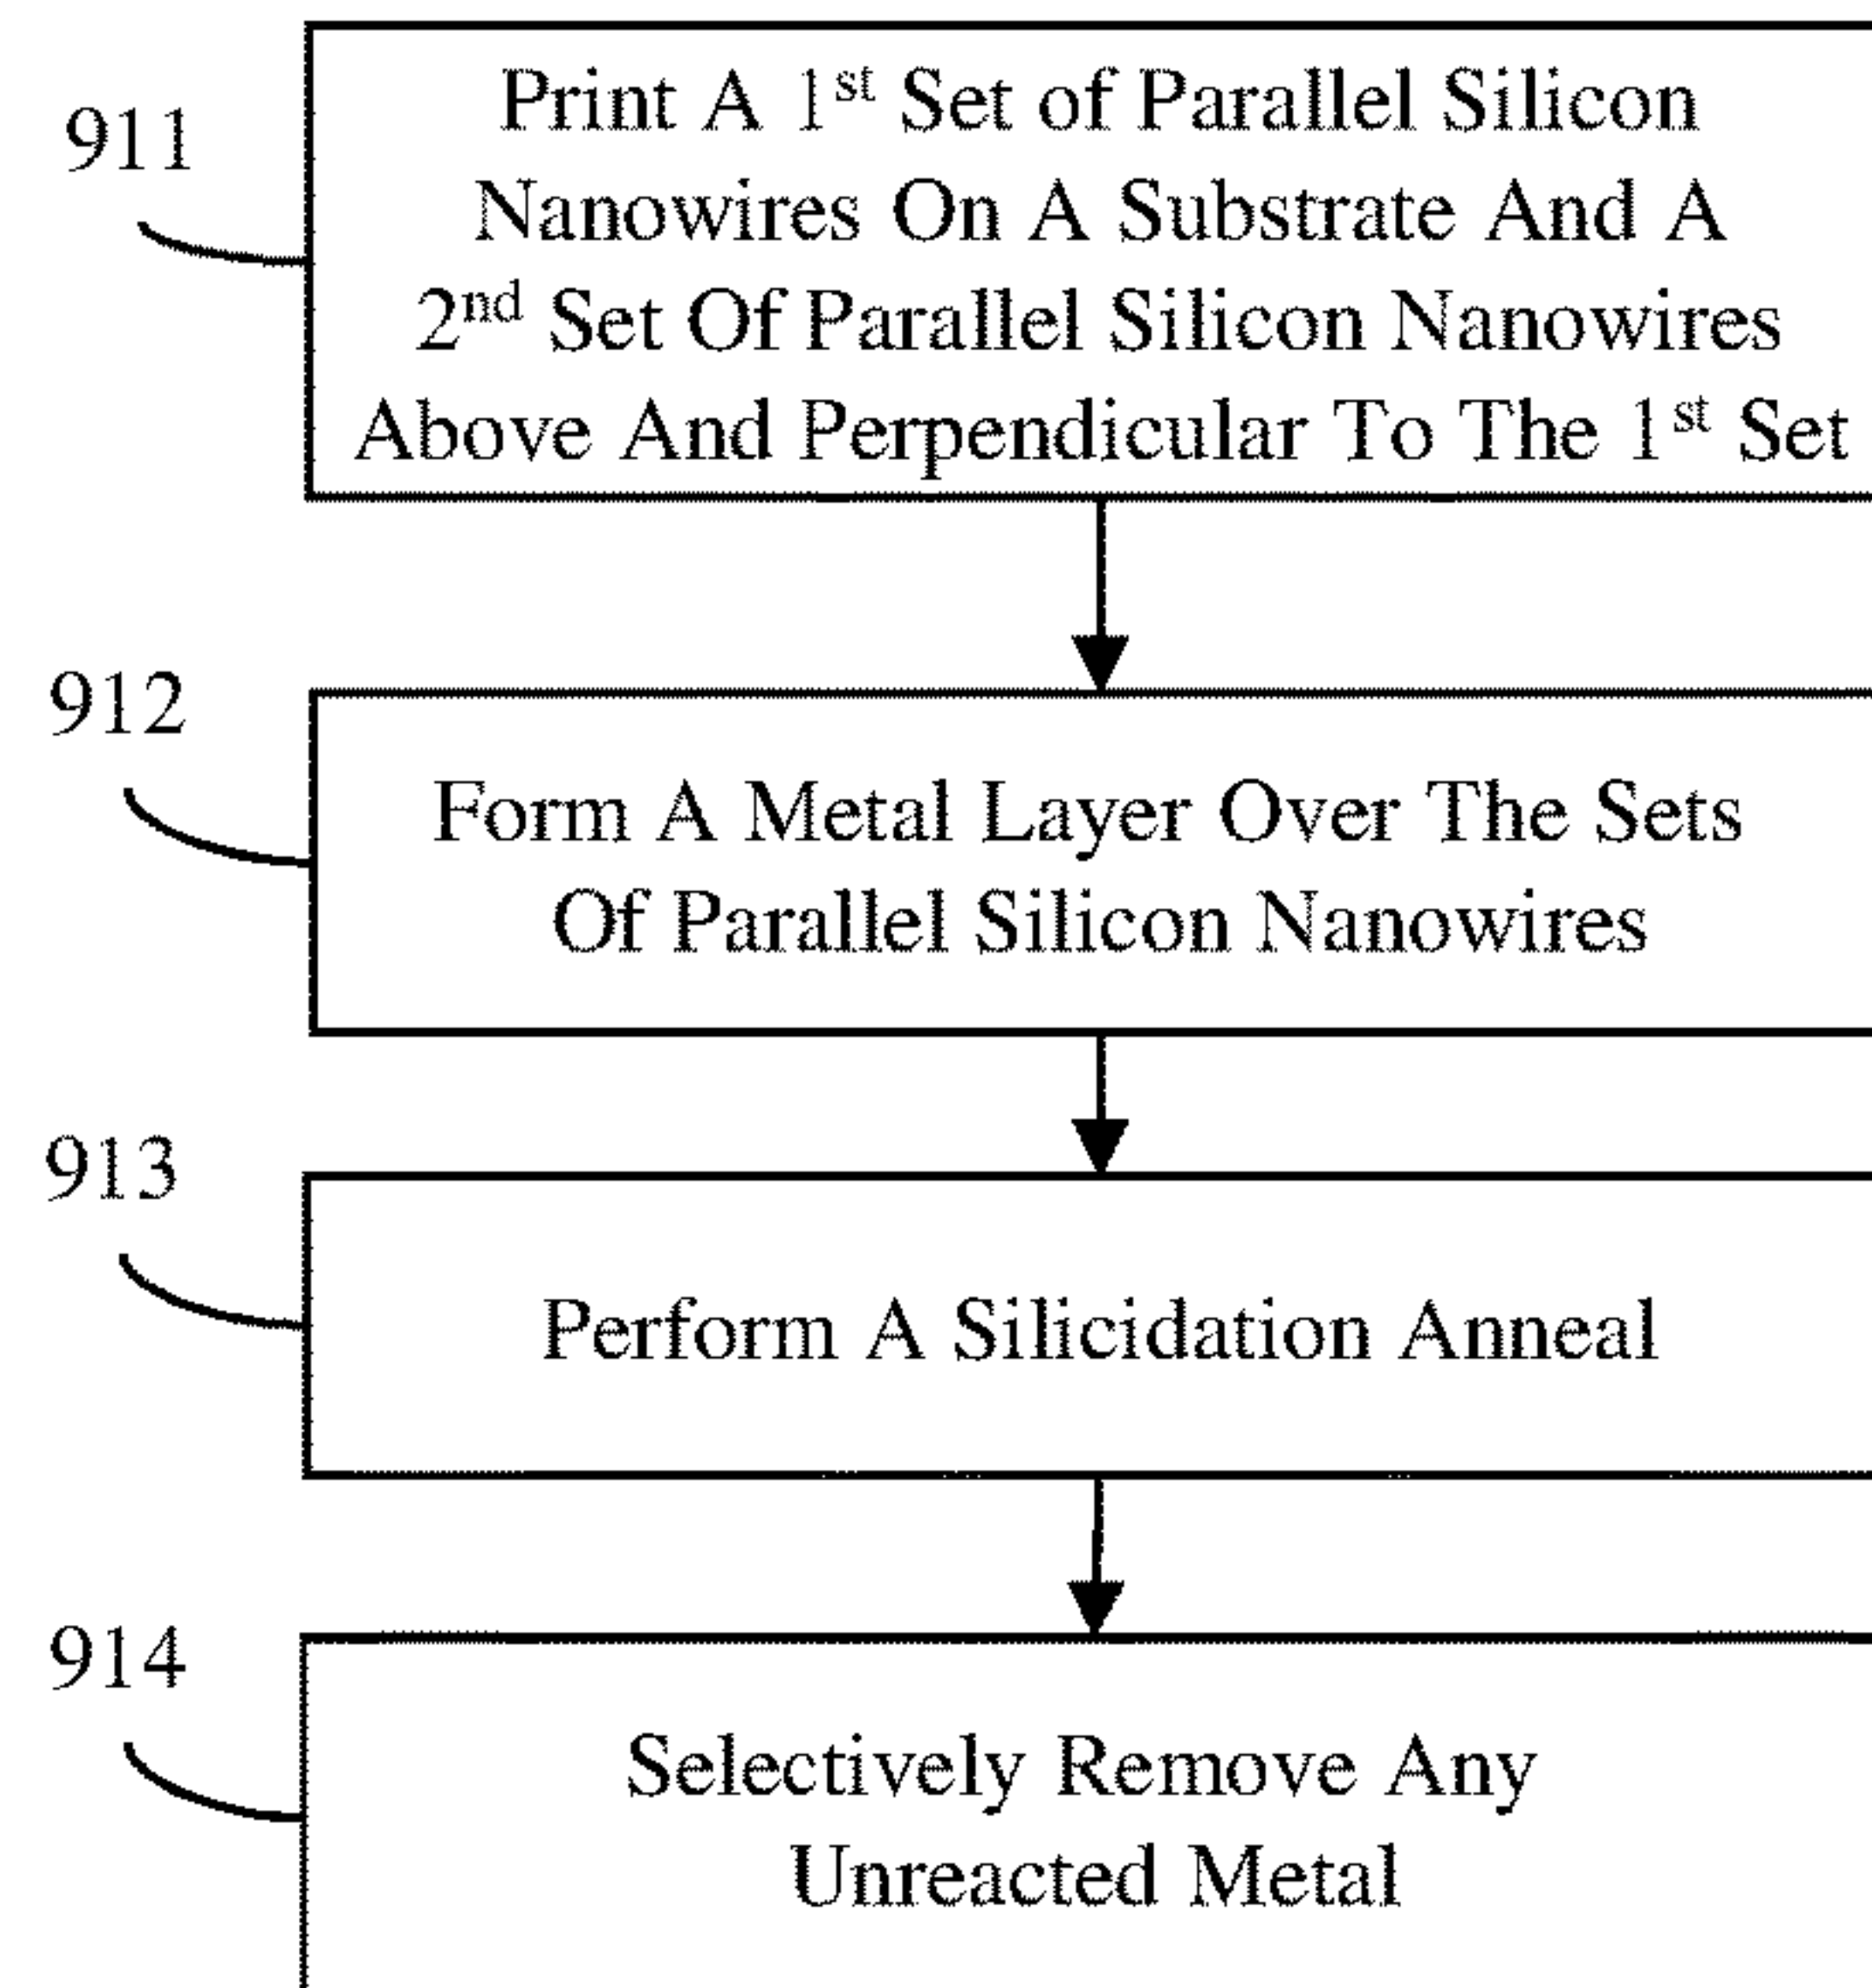 911
Print A 1st Set of Parallel Silicon
Nanowires On A Substrate And A
2nd Set Of Parallel Silicon Nanowires
Above And Perpendicular To The 1st Set
912
Form A Metal Layer Over The Sets
Of Parallel Silicon Nanowires
913
Perform A Silicidation Anneal
914
Selectively Remove Any
Unreacted Metal